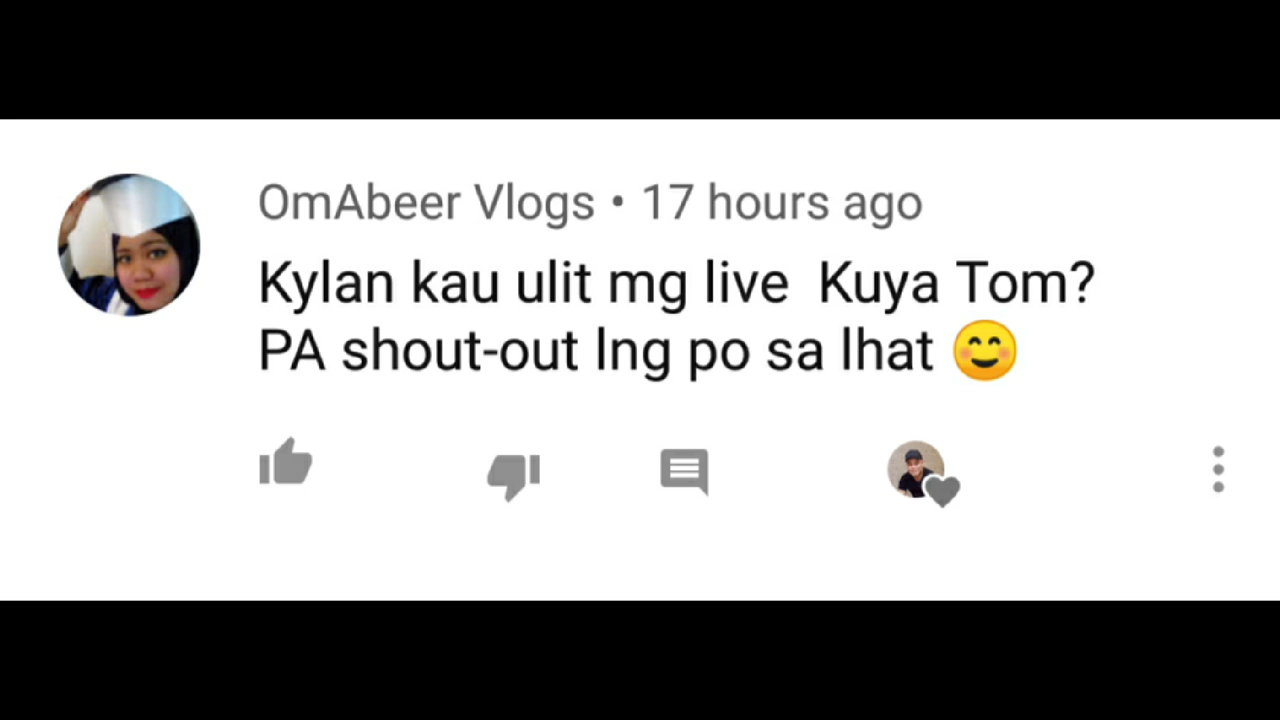 OmAbeer Vlogs • 17 hours ago
Kylan kau ulit mg live  Kuya Tom?
PA shout-out lng po sa lhat 😊